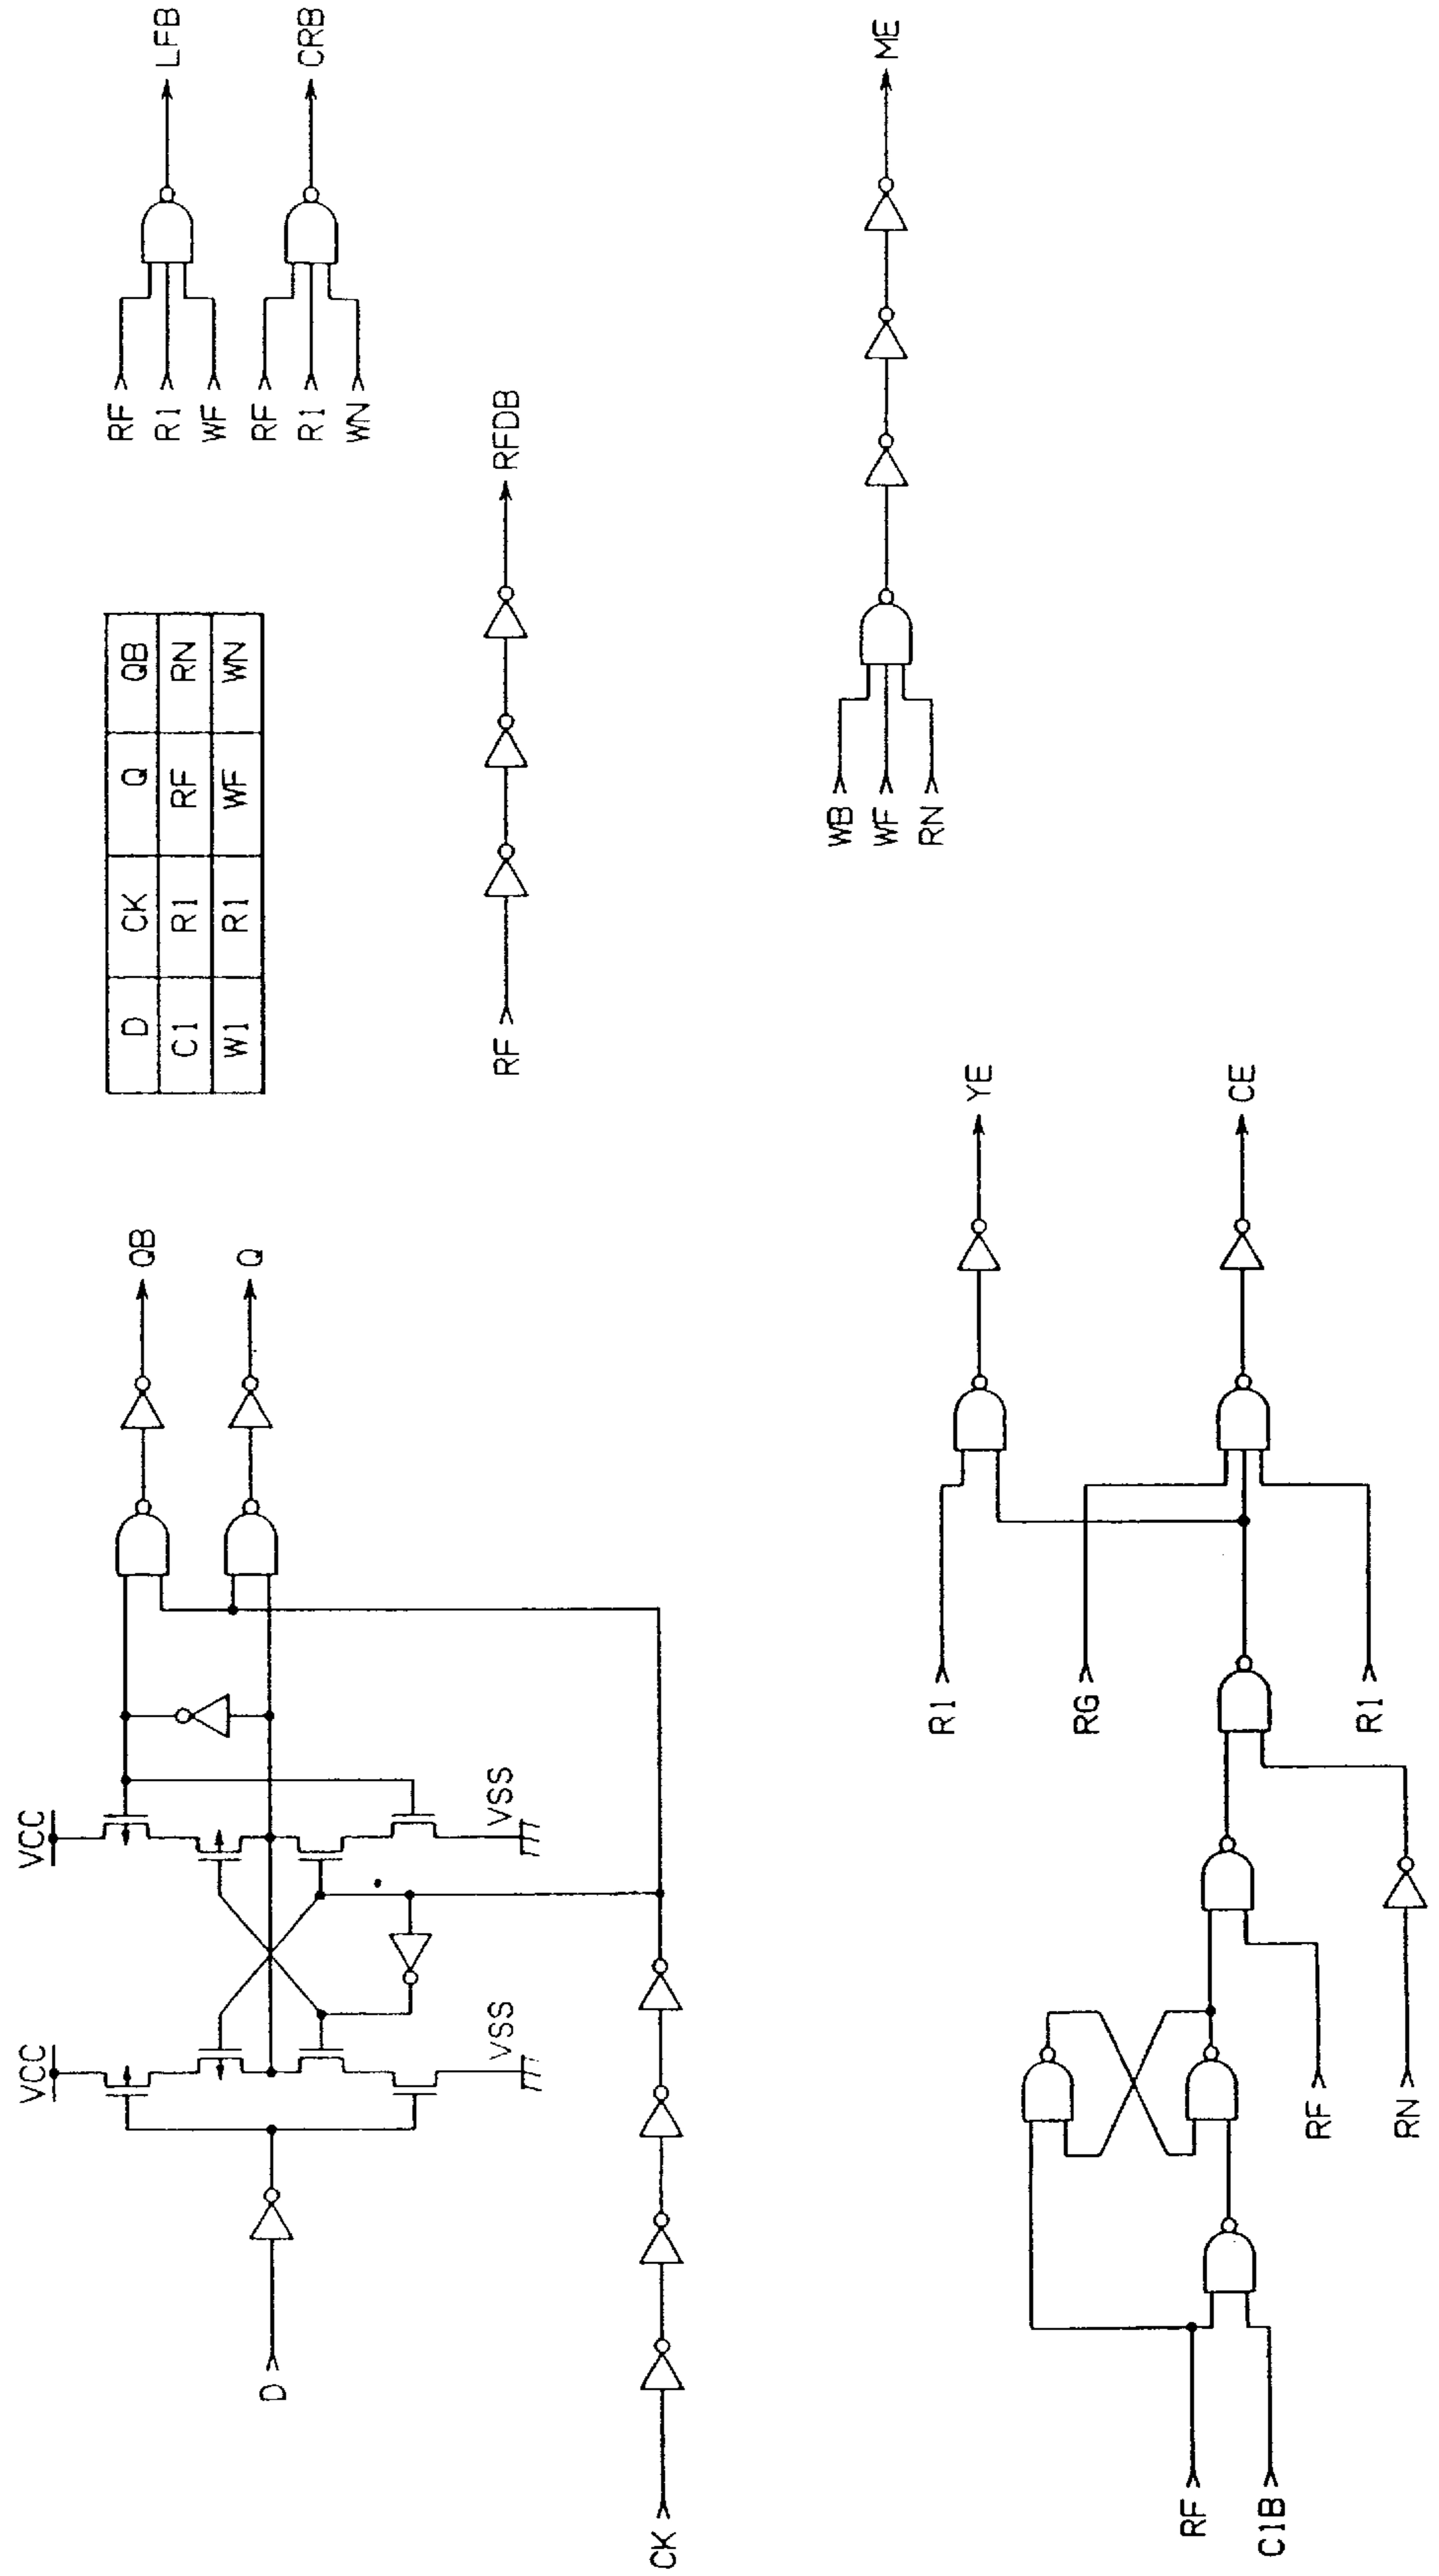 D CK Q QB
C1 R1 RF RN
W1 R1 WF WN
RF
R1
WF
LFB
RF
R1
WN
CRB
RF
RFDB
WB
WF
RN
ME
VCC
VCC
VSS
VSS
D
CK
QB
Q
RF
C1B
RF
RN
R1
RG
R1
YE
CE